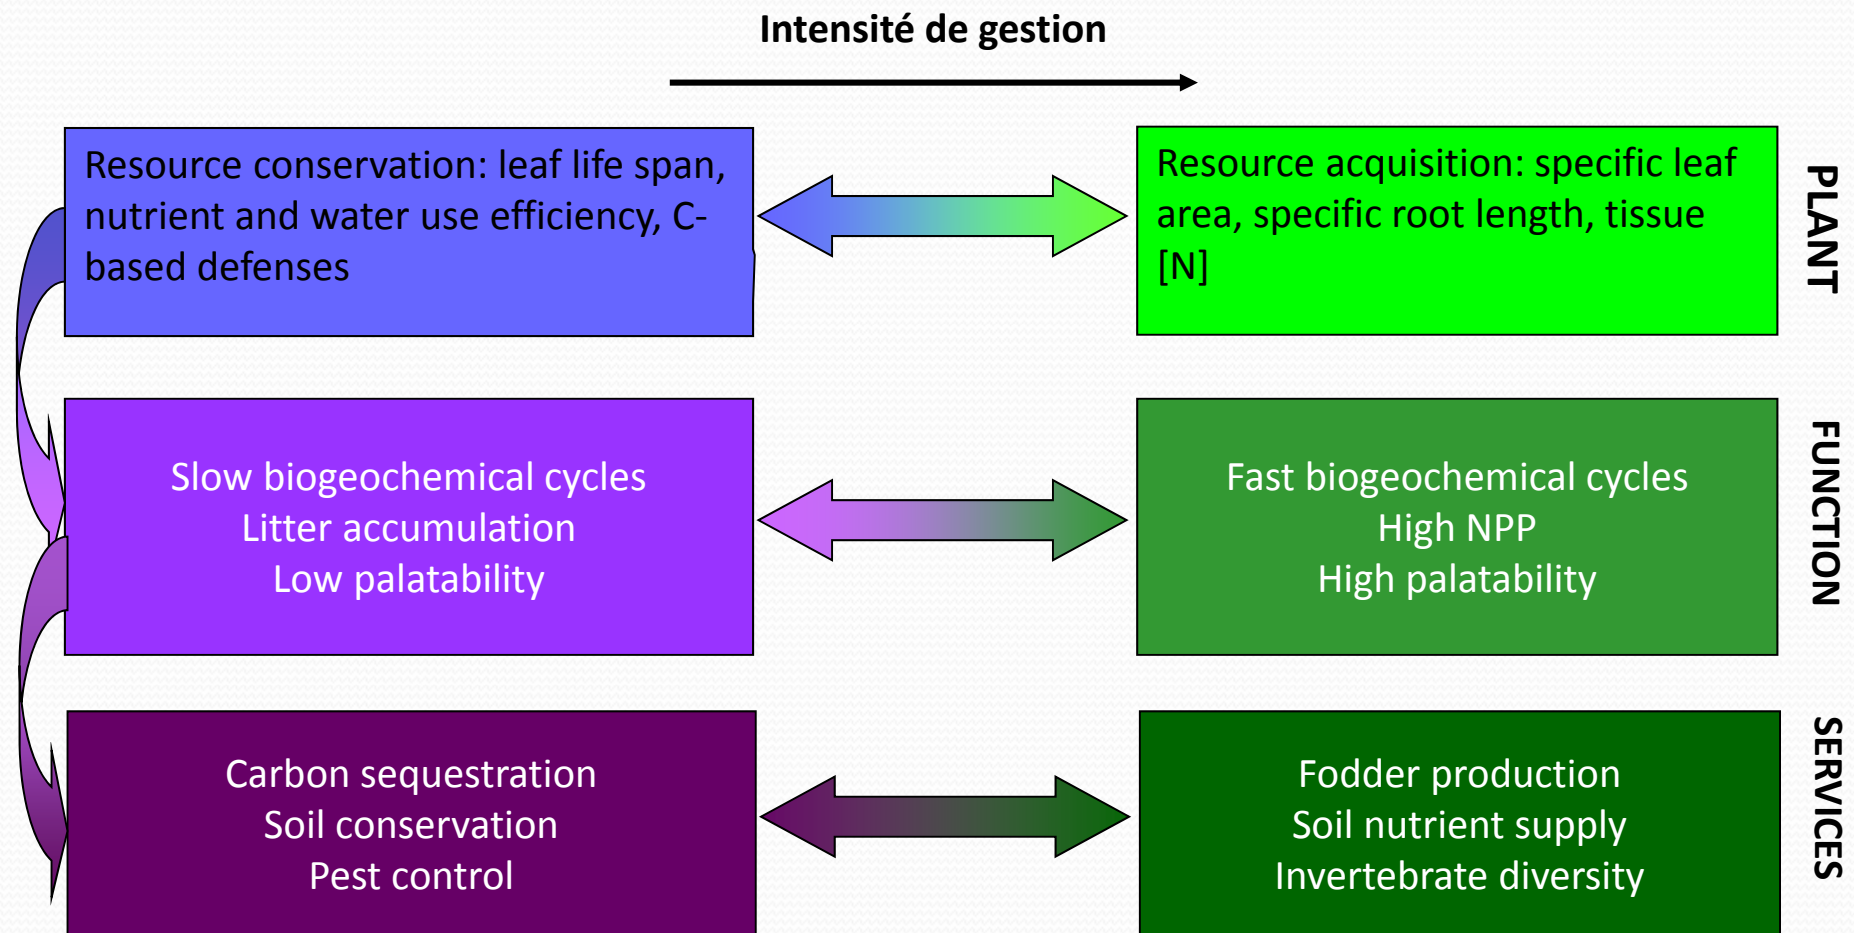 Intensité de gestion
Resource conservation: leaf life span,
nutrient and water use efficiency, C-
based defenses
Resource acquisition: specific leaf
area, specific root length, tissue
[N]
PLANT
Slow biogeochemical cycles
Litter accumulation
Low palatability
Fast biogeochemical cycles
High NPP
High palatability
FUNCTION
Carbon sequestration
Soil conservation
Pest control
Fodder production
Soil nutrient supply
Invertebrate diversity
SERVICES